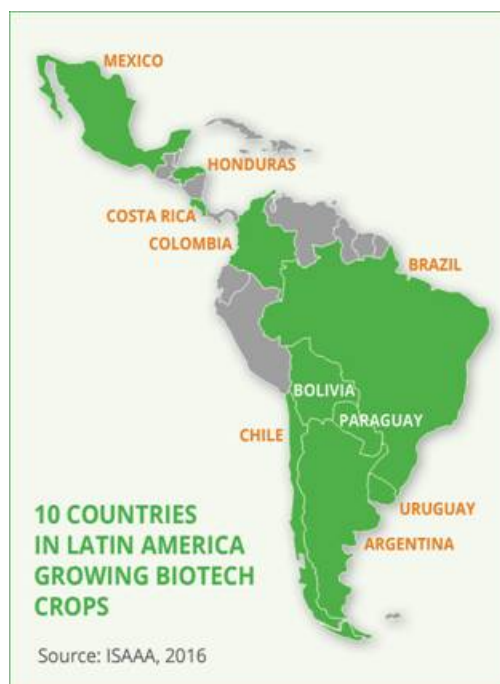 MEXICO
HONDURAS
COSTA RICA
COLOMBIA
BRAZIL
BOLIVIA
PARAGUAY
CHILE
URUGUAY
ARGENTINA
10 COUNTRIES
IN LATIN AMERICA
GROWING BIOTECH
CROPS
Source: ISAAA, 2016